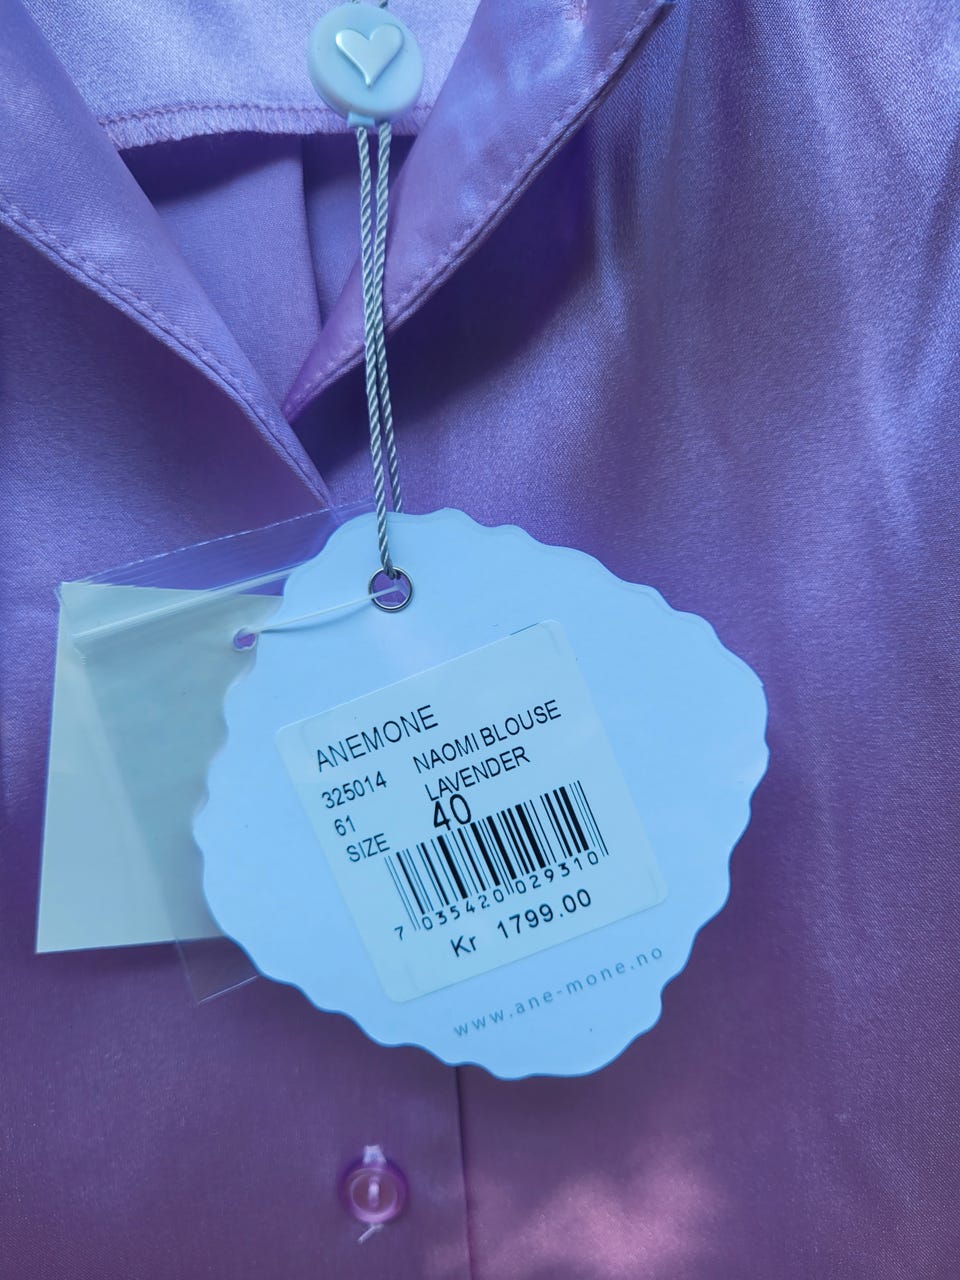 ANEMONE
325014 NAOMI BLOUSE
61 LAVENDER
SIZE 40
7 035420 029310
Kr 1799.00
www.ane-mone.no